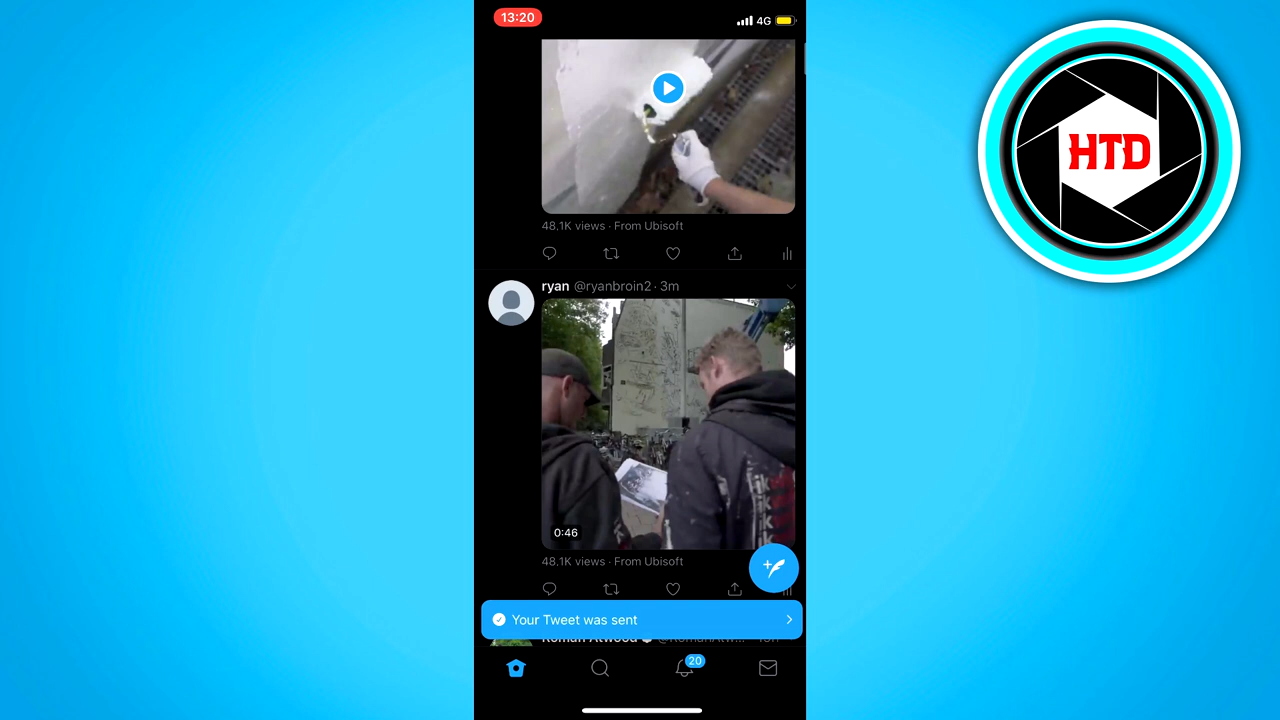 13:20
4G
HTD
48.1K views · From Ubisoft
ryan @ryanbroin2 · 3m
0:46
48.1K views · From Ubisoft
Your Tweet was sent
20